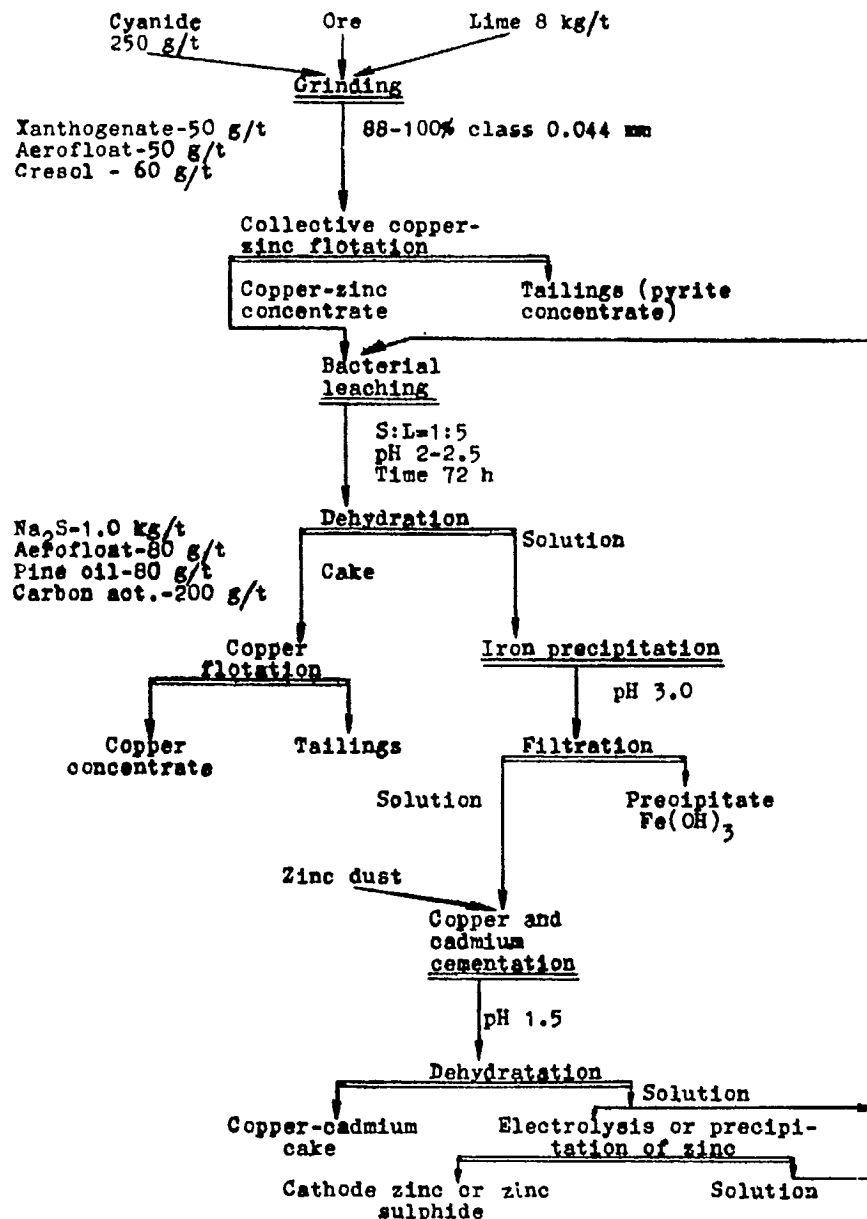 Cyanide
250 g/t
Ore
Lime 8 kg/t
Grinding
Xanthogenate-50 g/t
Aerofloat-50 g/t
Cresol - 60 g/t
88-100% class 0.044 mm
Collective copper-
zinc flotation
Copper-zinc
concentrate
Tailings (pyrite
concentrate)
Bacterial
leaching
S:L=1:5
pH 2-2.5
Time 72 h
Dehydration
Na₂S-1.0 kg/t
Aefofloat-80 g/t
Pine oil-80 g/t
Carbon act.-200 g/t
Cake
Solution
Copper
flotation
Iron precipitation
pH 3.0
Copper
concentrate
Tailings
Filtration
Solution
Precipitate
Fe(OH)₃
Zinc dust
Copper and
cadmium
cementation
pH 1.5
Dehydratation
Solution
Copper-cadmium
cake
Electrolysis or precipi-
tation of zinc
Cathode zinc or zinc
sulphide
Solution